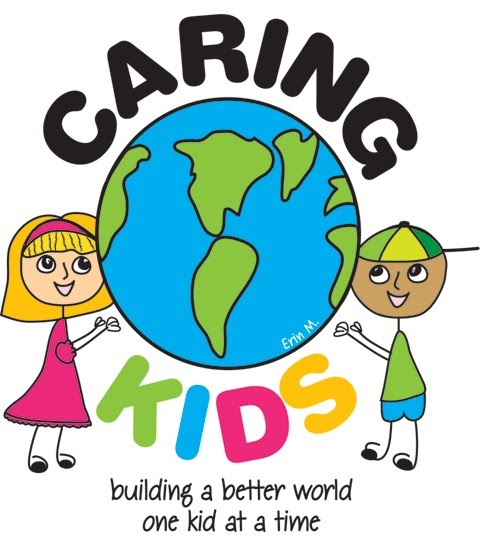 CARING
Erin M.
KIDS
building a better world
one kid at a time